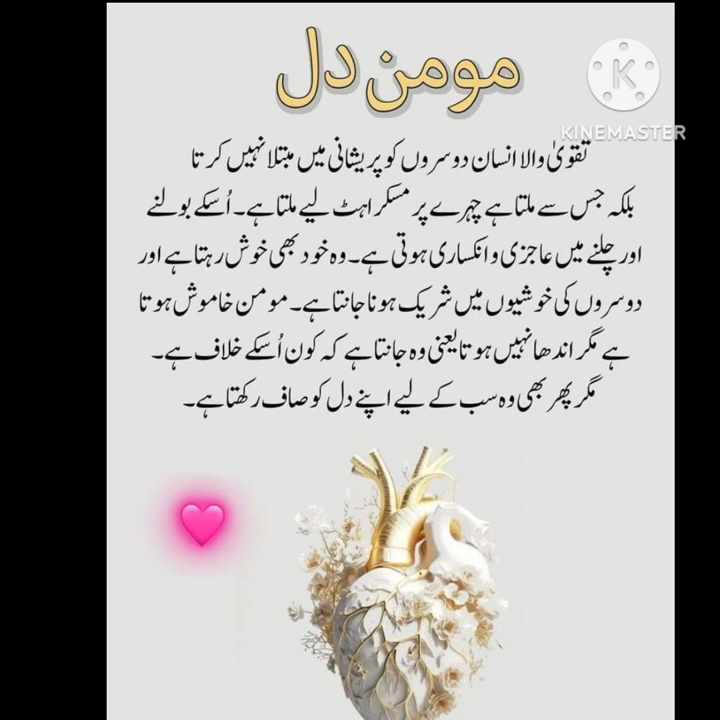 مومن دل
K
KINEMASTER
تقویٰ والا انسان دوسروں کو پریشانی میں مبتلا نہیں کرتا
بلکہ جس سے ملتا ہے چہرے پر مسکراہٹ لیے ملتا ہے۔ اُسکے بولنے
اور چلنے میں عاجزی و انکساری ہوتی ہے۔ وہ خود بھی خوش رہتا ہے اور
دوسروں کی خوشیوں میں شریک ہونا جانتا ہے۔ مومن خاموش ہوتا
ہے مگر اندھا نہیں ہوتا یعنی وہ جانتا ہے کہ کون اُسکے خلاف ہے۔
مگر پھر بھی وہ سب کے لیے اپنے دل کو صاف رکھتا ہے۔